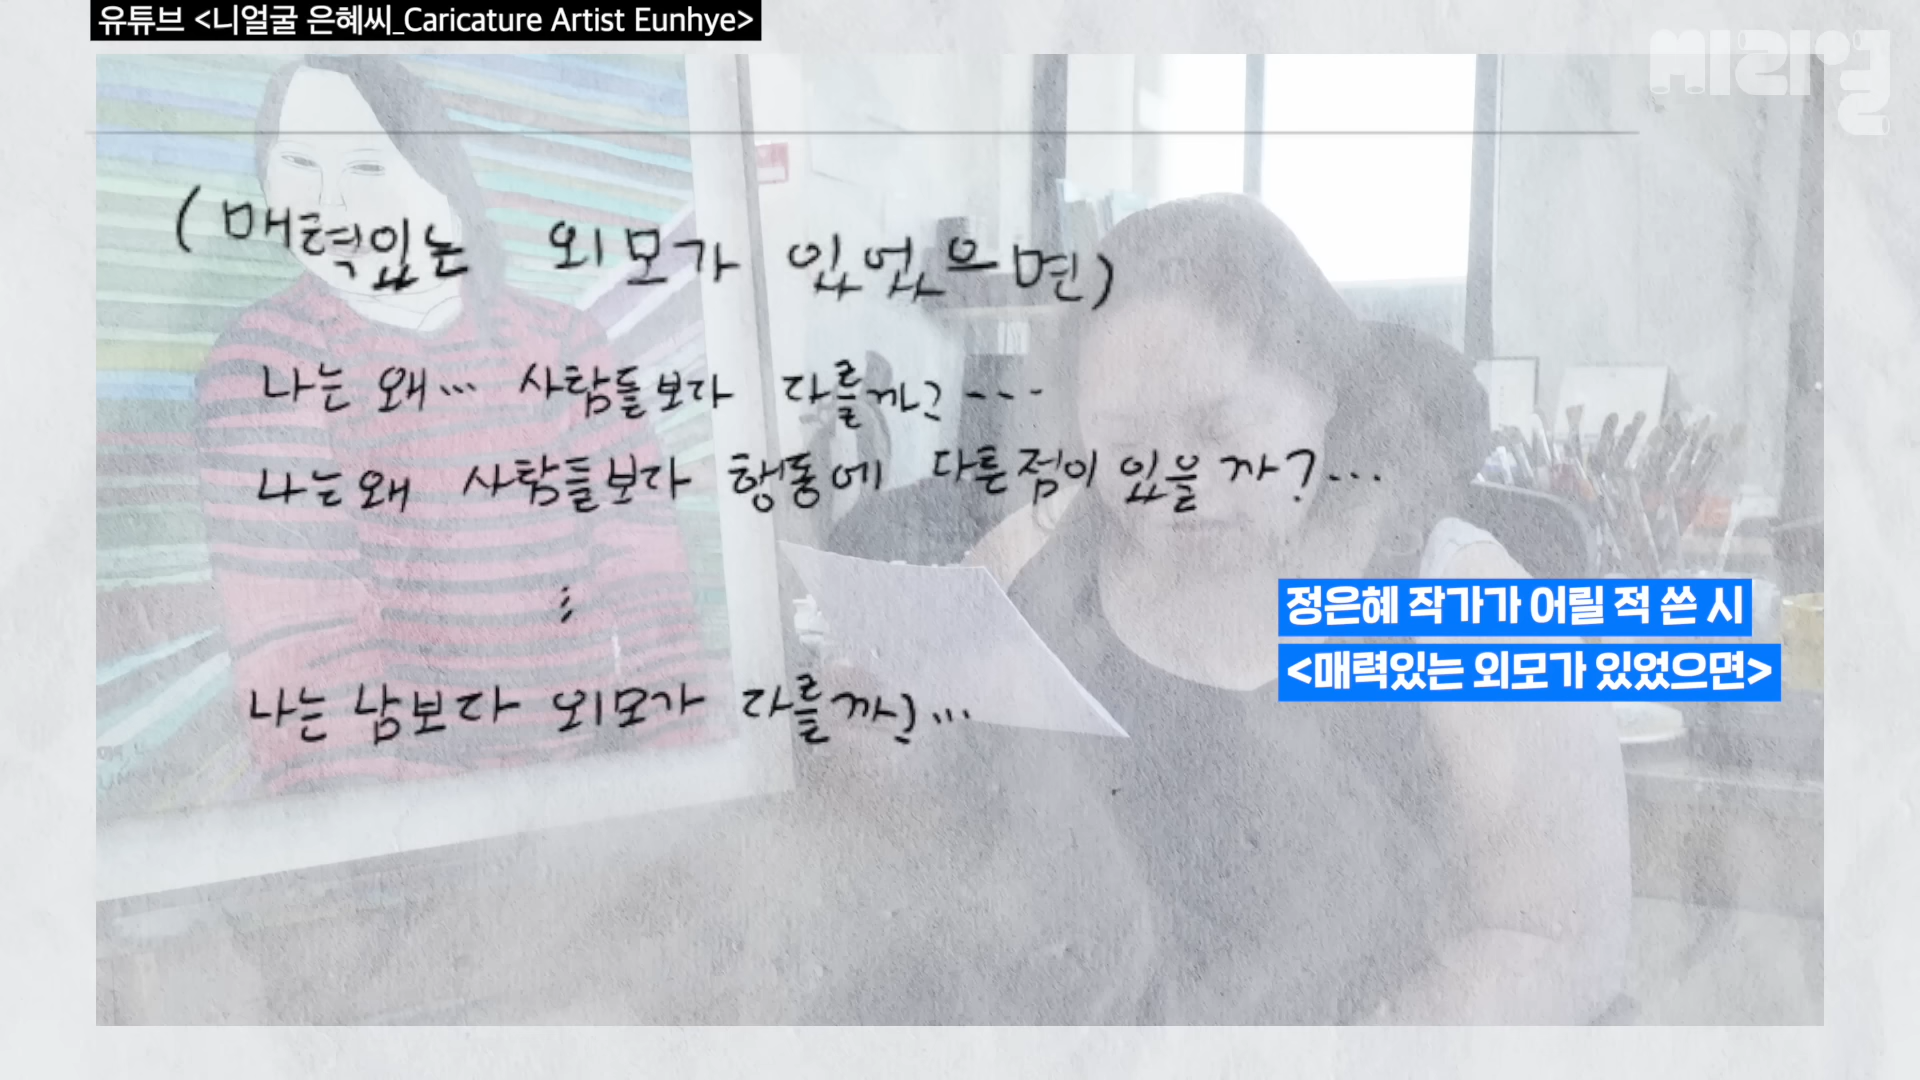 유튜브 <니얼굴 은혜씨_Caricature Artist Eunhye>
씨리얼
(매력있는 외모가 있었으면)
나는 왜... 사람들보다 다를까?...
나는 왜 사람들보다 행동에 다른점이 있을까?...
⋮
나는 남보다 외모가 다를까?...
정은혜 작가가 어릴 적 쓴 시
<매력있는 외모가 있었으면>